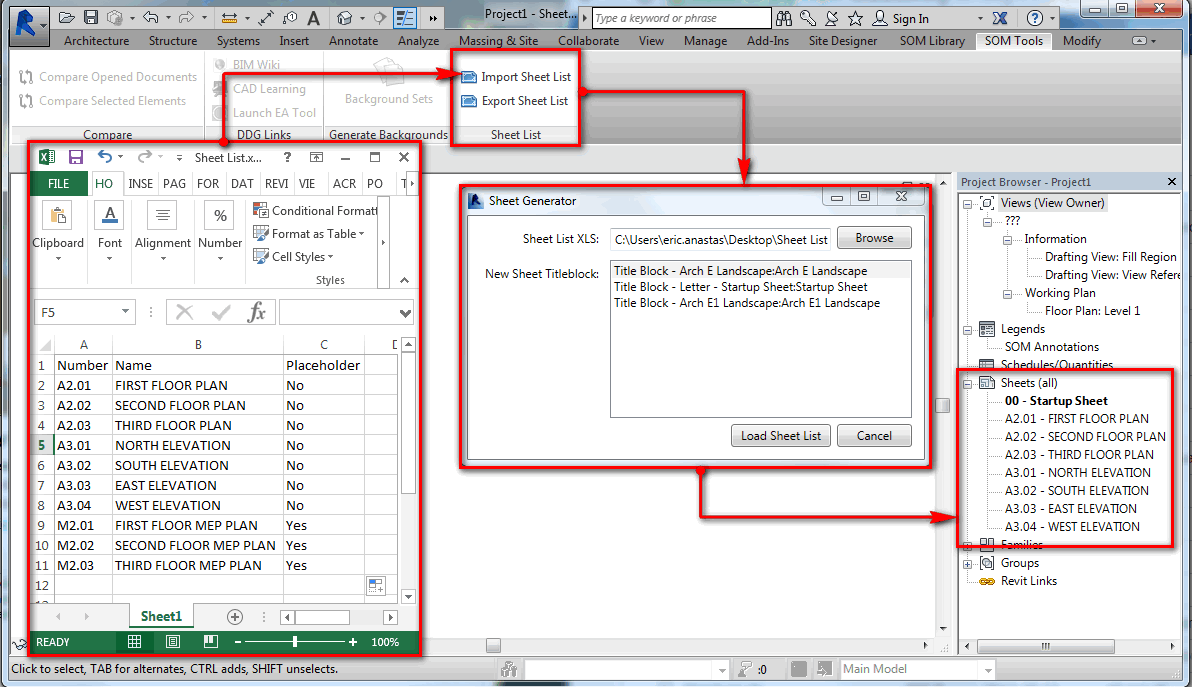 Project1 - Sheet...
Type a keyword or phrase
Sign In
Architecture Structure Systems Insert Annotate Analyze Massing & Site Collaborate View Manage Add-Ins Site Designer SOM Library SOM Tools Modify
Compare Opened Documents
Compare Selected Elements
Compare
BIM Wiki
CAD Learning
Launch EA Tool
DDG Links
Background Sets
Generate Backgrounds
Import Sheet List
Export Sheet List
Sheet List
Sheet List.x...
FILE HO INSE PAG FOR DAT REVI VIE ACR PO T
Clipboard
Font
Alignment
Number
%
Conditional Formatt
Format as Table
Cell Styles
Styles
F5
fx
A B C D
1 Number Name Placeholder
2 A2.01 FIRST FLOOR PLAN No
3 A2.02 SECOND FLOOR PLAN No
4 A2.03 THIRD FLOOR PLAN No
5 A3.01 NORTH ELEVATION No
6 A3.02 SOUTH ELEVATION No
7 A3.03 EAST ELEVATION No
8 A3.04 WEST ELEVATION No
9 M2.01 FIRST FLOOR MEP PLAN Yes
10 M2.02 SECOND FLOOR MEP PLAN Yes
11 M2.03 THIRD FLOOR MEP PLAN Yes
12
Sheet1
READY
100%
Sheet Generator
Sheet List XLS:
C:\Users\eric.anastas\Desktop\Sheet List
Browse
New Sheet Titleblock:
Title Block - Arch E Landscape:Arch E Landscape
Title Block - Letter - Startup Sheet:Startup Sheet
Title Block - Arch E1 Landscape:Arch E1 Landscape
Load Sheet List
Cancel
Project Browser - Project1
Views (View Owner)
???
Information
Drafting View: Fill Region
Drafting View: View Refere
Working Plan
Floor Plan: Level 1
Legends
SOM Annotations
Schedules/Quantities
Sheets (all)
00 - Startup Sheet
A2.01 - FIRST FLOOR PLAN
A2.02 - SECOND FLOOR PLAN
A2.03 - THIRD FLOOR PLAN
A3.01 - NORTH ELEVATION
A3.02 - SOUTH ELEVATION
A3.03 - EAST ELEVATION
A3.04 - WEST ELEVATION
Families
Groups
Revit Links
Click to select, TAB for alternates, CTRL adds, SHIFT unselects.
:0
Main Model